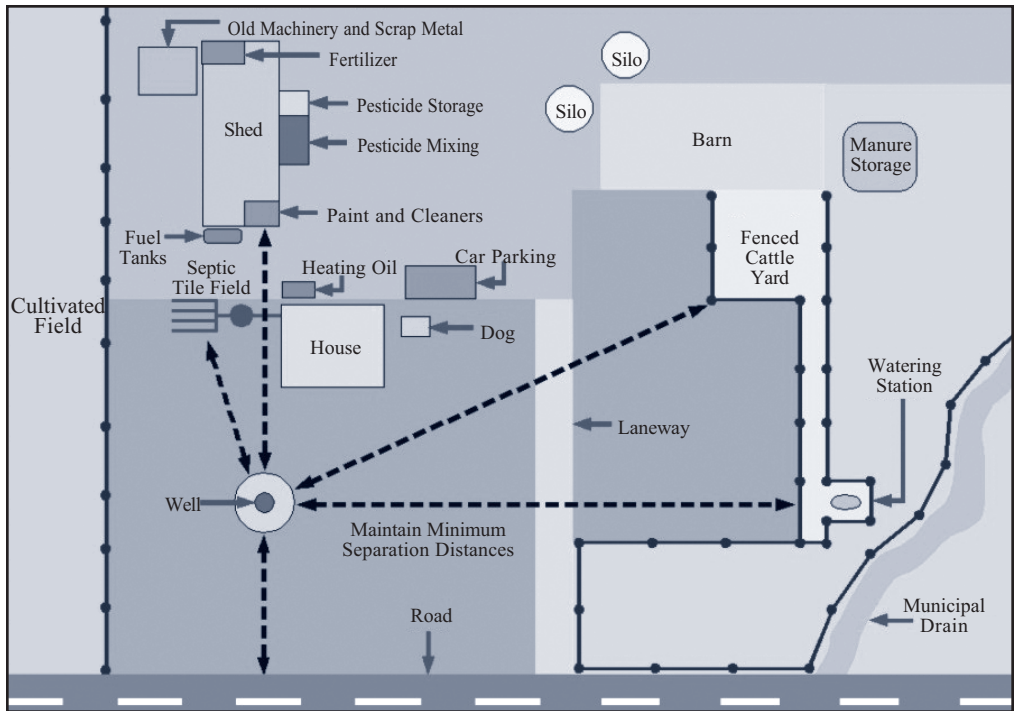 Old Machinery and Scrap Metal
Fertilizer
Silo
Silo
Pesticide Storage
Shed
Pesticide Mixing
Barn
Manure
Storage
Paint and Cleaners
Fuel
Tanks
Fenced
Cattle
Yard
Car Parking
Septic
Tile Field
Heating Oil
Cultivated
Field
Dog
House
Watering
Station
Laneway
Well
Maintain Minimum
Separation Distances
Road
Municipal
Drain